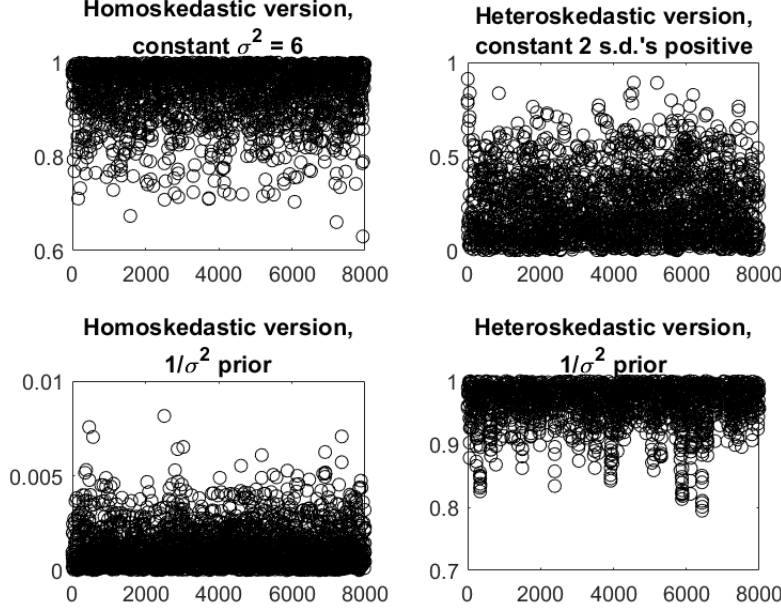 Homoskedastic version,
constant σ² = 6
1
0.8
0.6
0 2000 4000 6000 8000
Heteroskedastic version,
constant 2 s.d.'s positive
1
0.5
0
0 2000 4000 6000 8000
Homoskedastic version,
1/σ² prior
0.01
0.005
0
0 2000 4000 6000 8000
Heteroskedastic version,
1/σ² prior
1
0.9
0.8
0.7
0 2000 4000 6000 8000